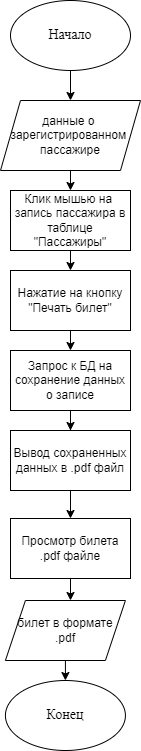 Начало
данные о
зарегистрированном
пассажире
Клик мышью на
запись пассажира в
таблице
"Пассажиры"
Нажатие на кнопку
"Печать билет"
Запрос к БД на
сохранение данных
о записе
Вывод сохраненных
данных в .pdf файл
Просмотр билета
.pdf файле
билет в формате
.pdf
Конец